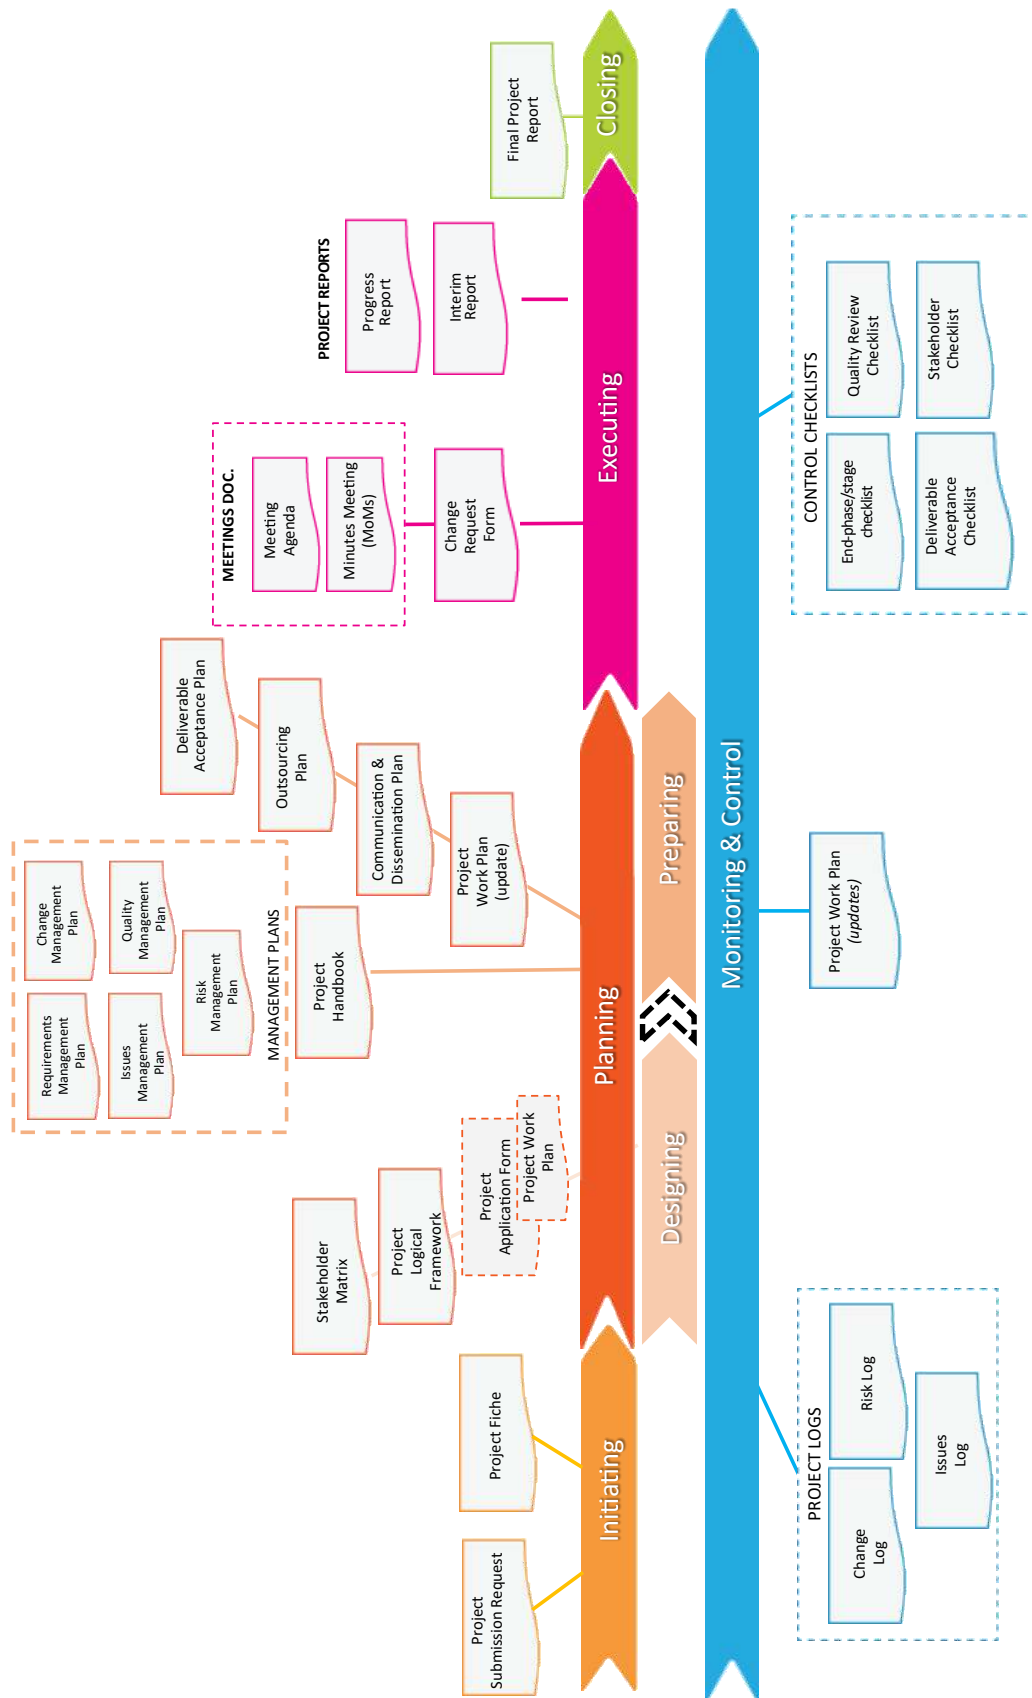 Project
Submission Request
Project Fiche
Initiating
Stakeholder
Matrix
Project
Logical
Framework
Project
Application Form
Project Work
Plan
Requirements
Management
Plan
Change
Management
Plan
Issues
Management
Plan
Quality
Management
Plan
Risk
Management
Plan
MANAGEMENT PLANS
Project
Handbook
Deliverable
Acceptance Plan
Outsourcing
Plan
Communication &
Dissemination Plan
Project
Work Plan
(update)
Planning
Designing
Preparing
MEETINGS DOC.
Meeting
Agenda
Minutes Meeting
(MoMs)
Change
Request
Form
PROJECT REPORTS
Progress
Report
Interim
Report
Executing
Final Project
Report
Closing
Monitoring & Control
PROJECT LOGS
Change
Log
Risk Log
Issues
Log
Project Work Plan
(updates)
CONTROL CHECKLISTS
End-phase/stage
checklist
Quality Review
Checklist
Deliverable
Acceptance
Checklist
Stakeholder
Checklist